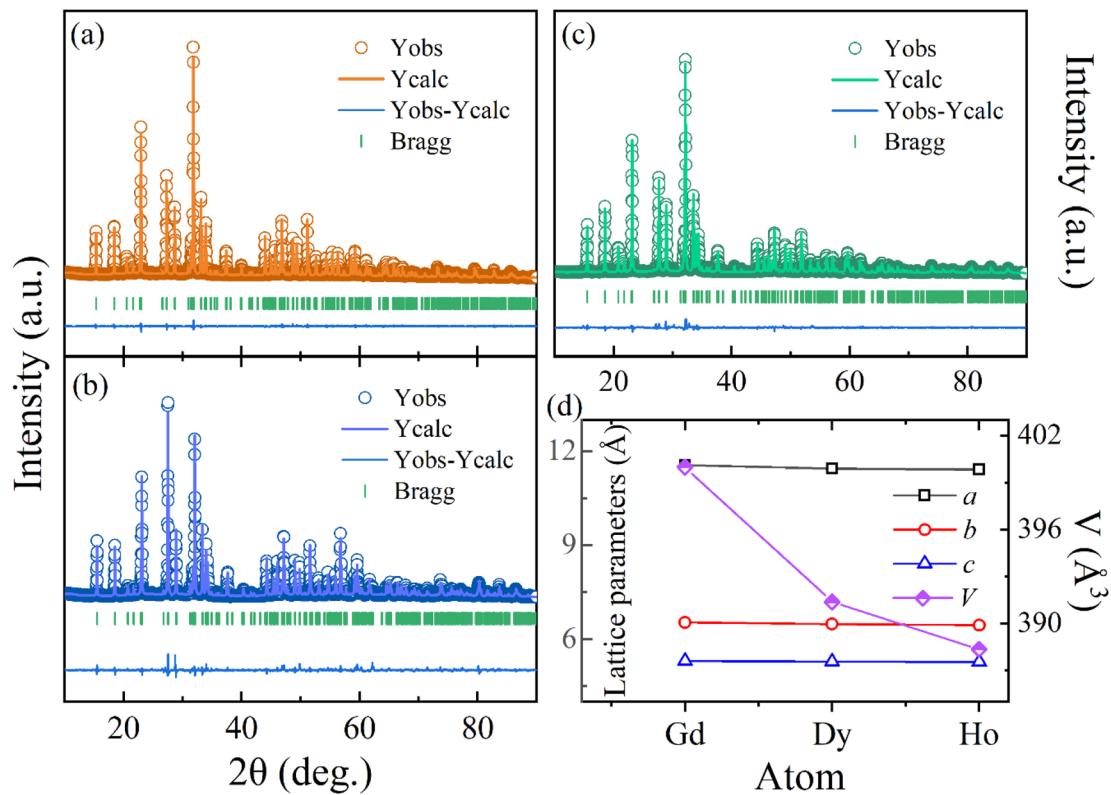 (a)
Yobs
Ycalc
Yobs-Ycalc
Bragg
(c)
Yobs
Ycalc
Yobs-Ycalc
Bragg
Intensity (a.u.)
Intensity (a.u.)
20 40 60 80
(b)
Yobs
Ycalc
Yobs-Ycalc
Bragg
20 40 60 80
2θ (deg.)
(d)
12
9
6
Lattice parameters (Å)
a
b
c
V
402
396
390
V (Å³)
Gd Dy Ho
Atom